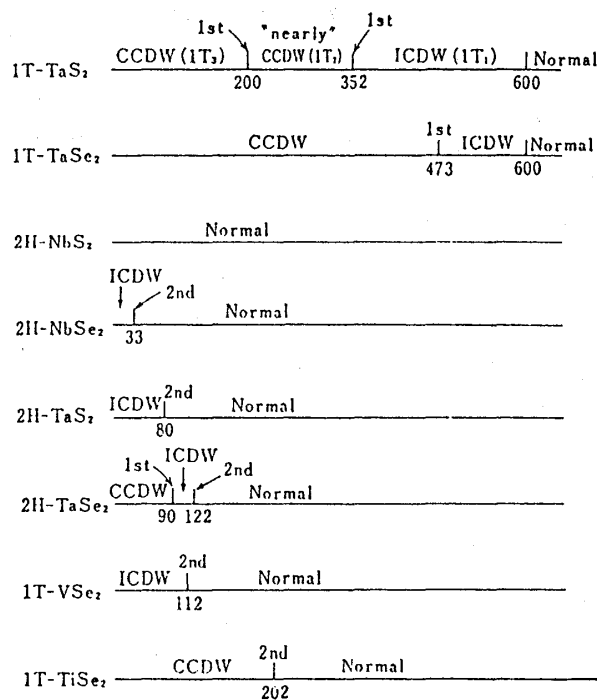 1st "nearly" 1st
1T-TaS₂ CCDW (1T₃) CCDW (1T₂) ICDW (1T₁) Normal
200 352 600
1T-TaSe₂ CCDW 1st ICDW Normal
473 600
2H-NbS₂ Normal
ICDW
2nd
2H-NbSe₂ Normal
33
2nd
2H-TaS₂ ICDW Normal
80
1st ICDW 2nd
2H-TaSe₂ CCDW Normal
90 122
2nd
1T-VSe₂ ICDW Normal
112
2nd
1T-TiSe₂ CCDW Normal
202